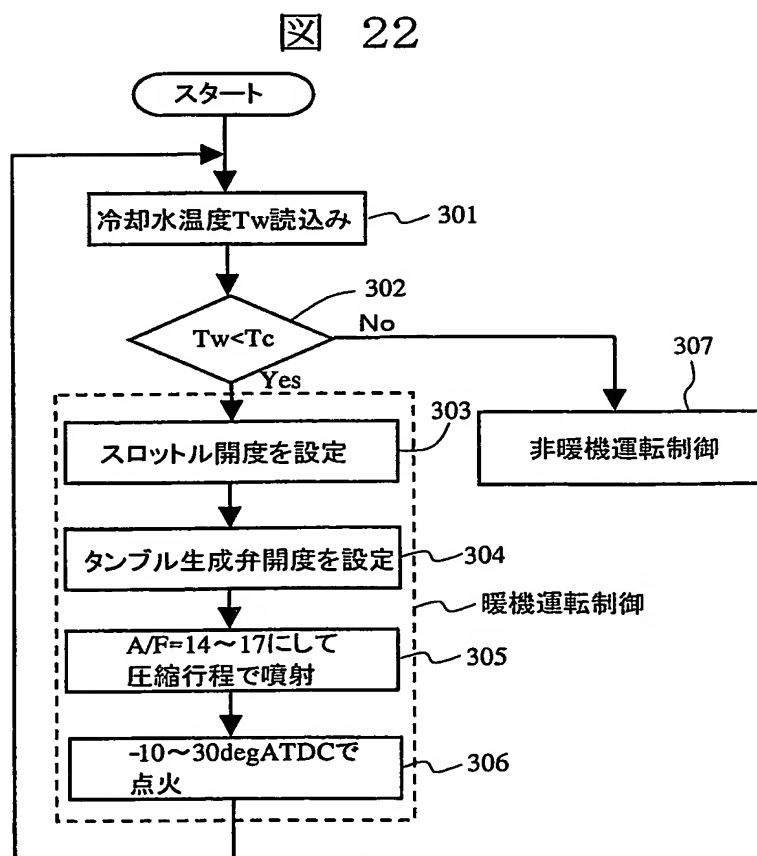 図 22
スタート
冷却水温度Tw読込み
301
302
Tw<Tc
No
Yes
307
非暖機運転制御
303
スロットル開度を設定
タンブル生成弁開度を設定
304
暖機運転制御
A/F=14～17にして
圧縮行程で噴射
305
-10～30degATDCで
点火
306